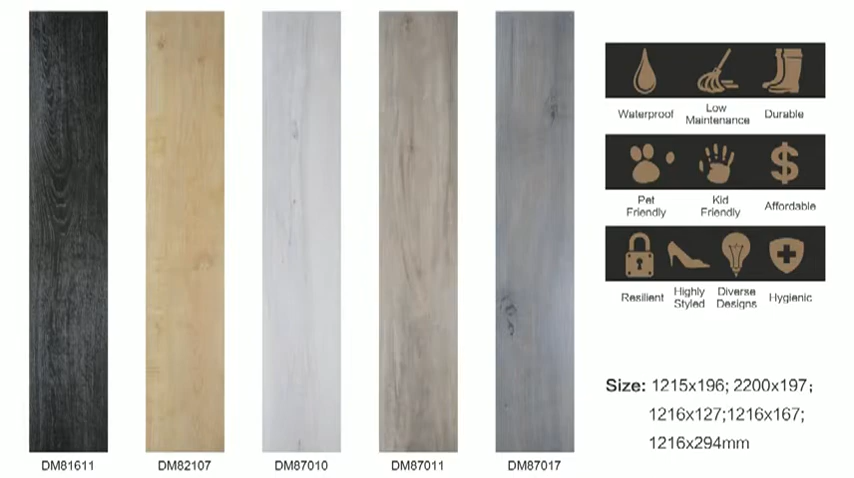 DM81611
DM82107
DM87010
DM87011
DM87017
Waterproof
Low
Maintenance
Durable
Pet
Friendly
Kid
Friendly
Affordable
Resilient
Highly
Styled
Diverse
Designs
Hygienic
Size: 1215x196; 2200x197;
1216x127;1216x167;
1216x294mm